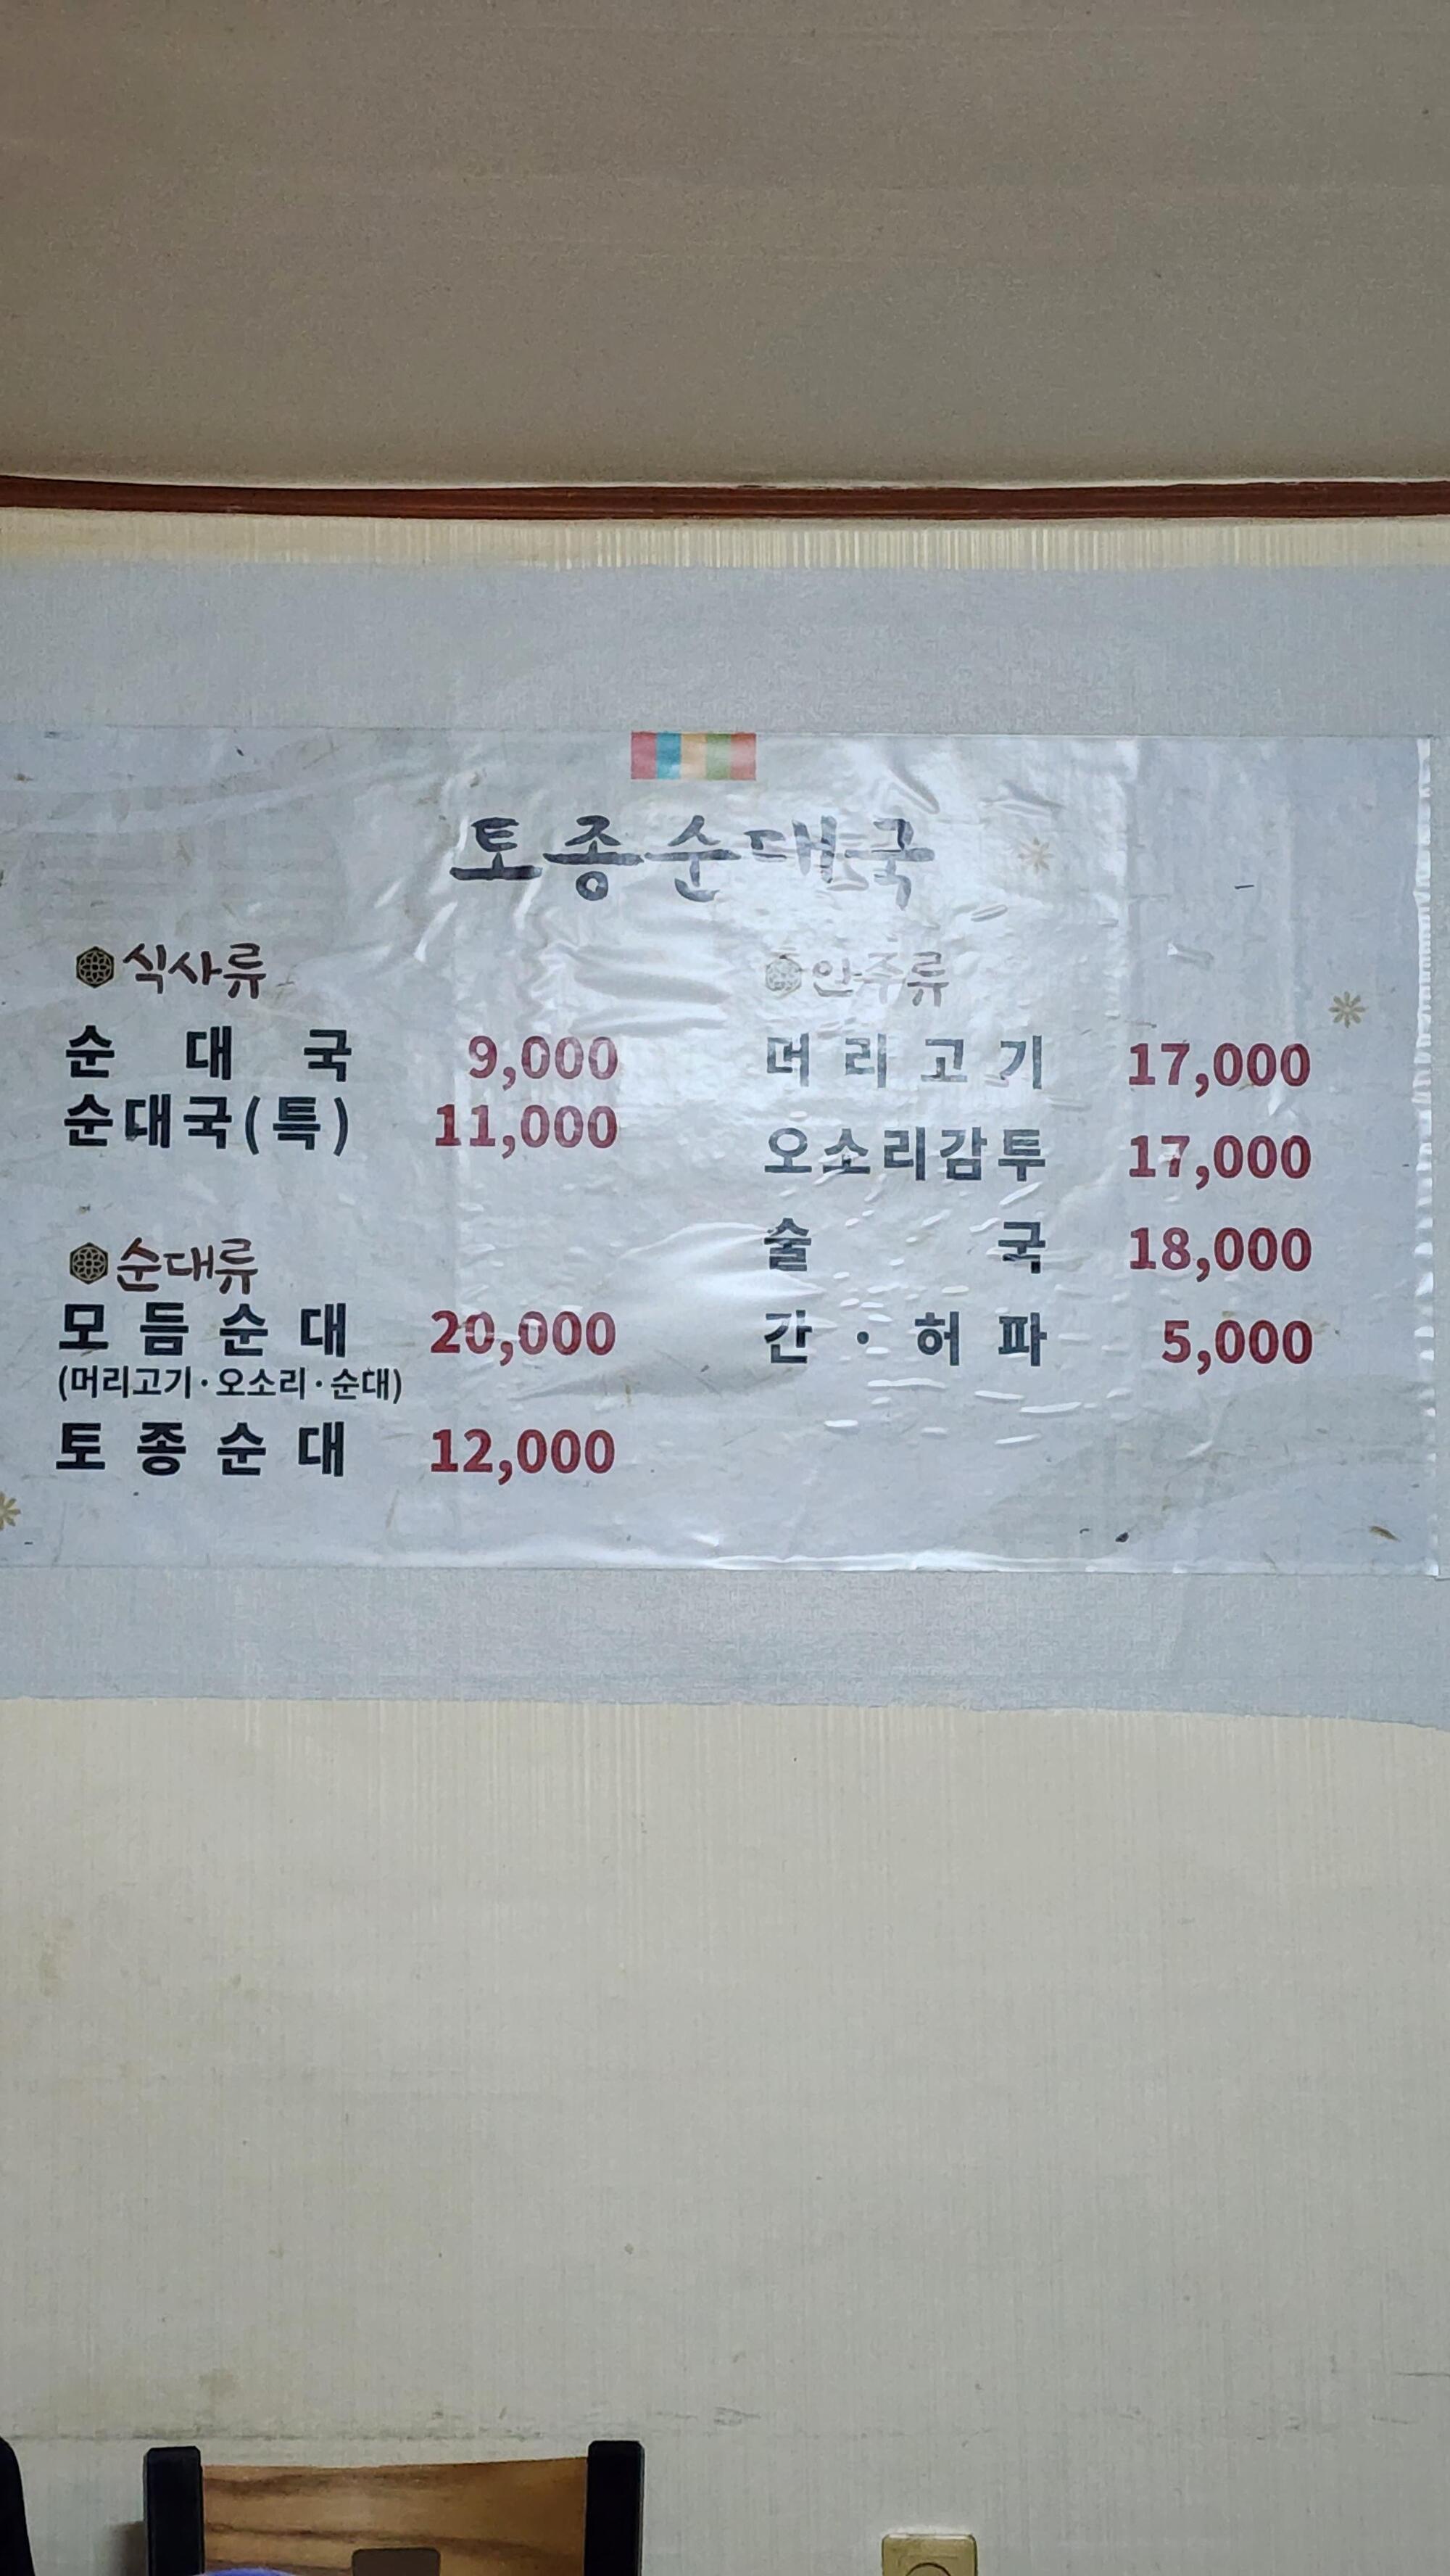 토종순대국
식사류
순대국 9,000
순대국(특) 11,000
순대류
모듬순대 20,000
(머리고기·오소리·순대)
토종순대 12,000
안주류
머리고기 17,000
오소리감투 17,000
술국 18,000
간·허파 5,000